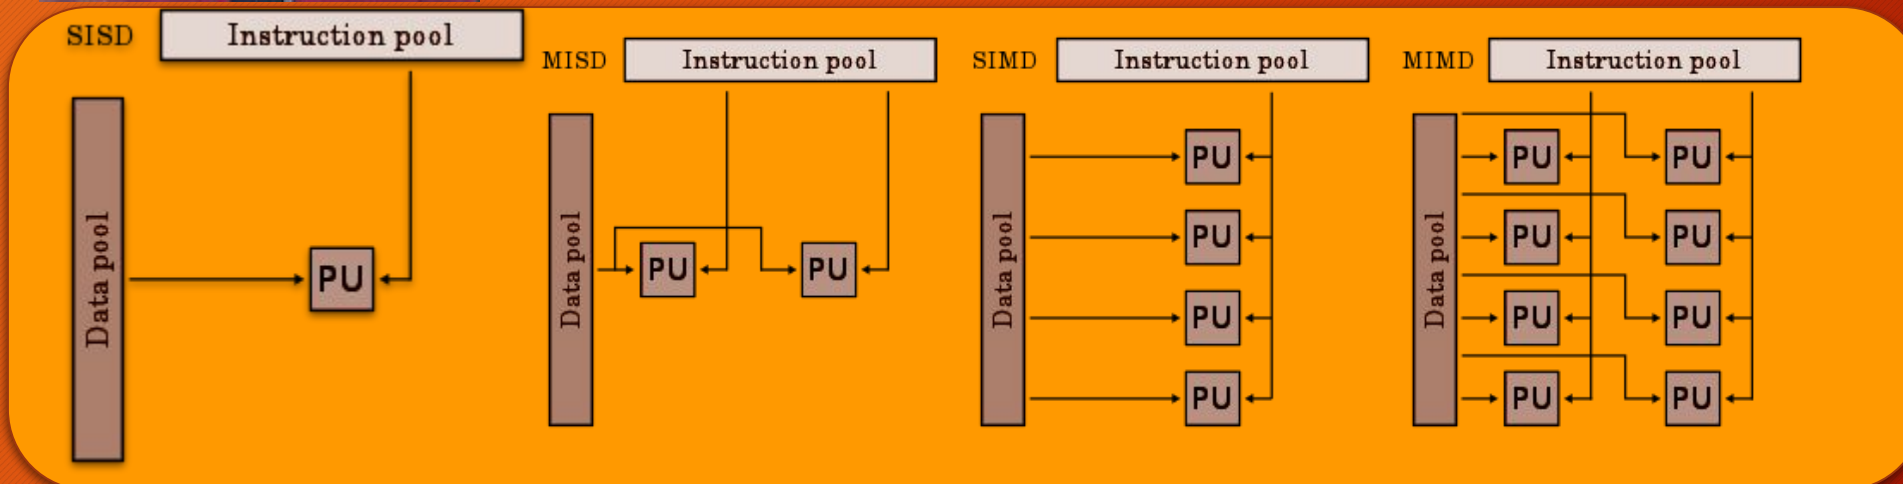 SISD
Instruction pool
Data pool
PU
MISD
Instruction pool
Data pool
PU
PU
SIMD
Instruction pool
Data pool
PU
PU
PU
PU
MIMD
Instruction pool
Data pool
PU
PU
PU
PU
PU
PU
PU
PU